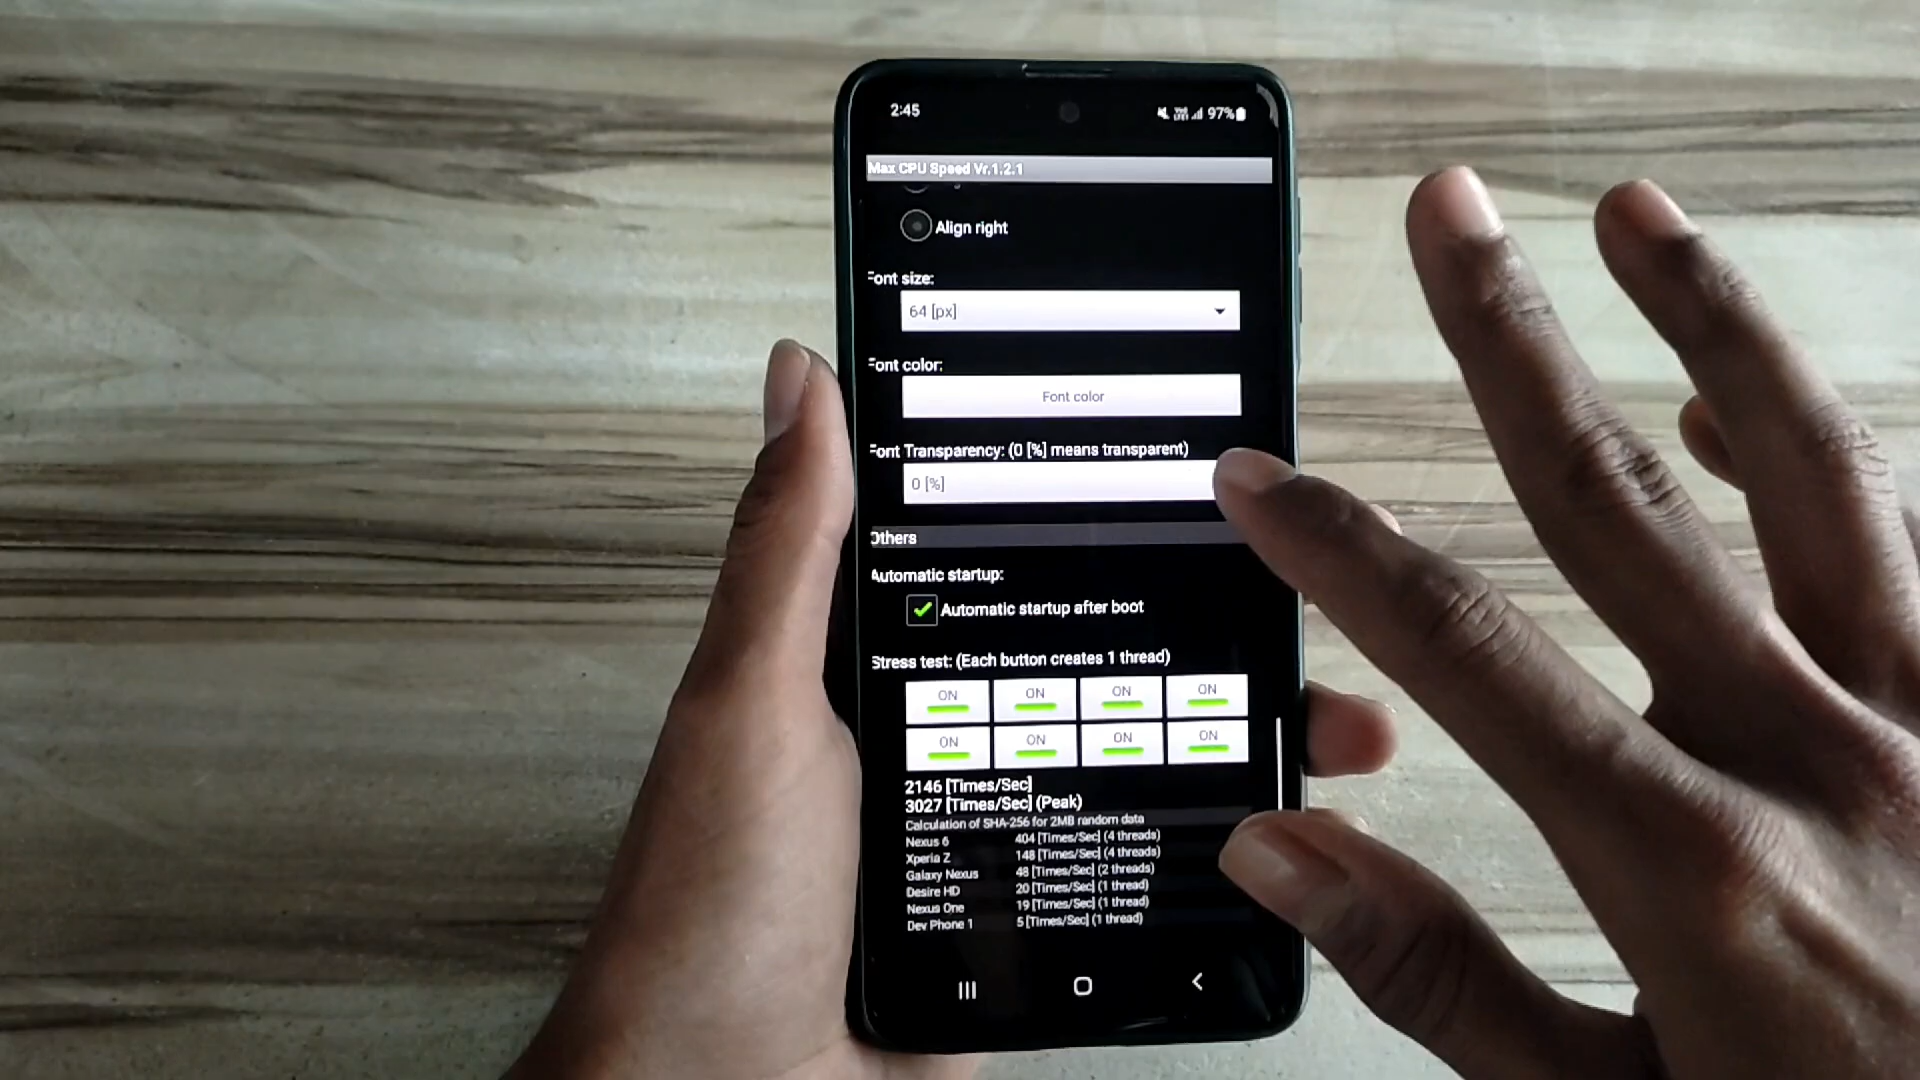 2:45
97%
Max CPU Speed Vr.1.2.1
Align right
Font size:
64 [px]
Font color:
Font color
Font Transparency: (0 [%] means transparent)
0 [%]
Others
Automatic startup:
Automatic startup after boot
Stress test: (Each button creates 1 thread)
ON ON ON ON
ON ON ON ON
2146 [Times/Sec]
3027 [Times/Sec] (Peak)
Calculation of SHA-256 for 2MB random data
Nexus 6 404 [Times/Sec] (4 threads)
Xperia Z 148 [Times/Sec] (4 threads)
Galaxy Nexus 48 [Times/Sec] (2 threads)
Desire HD 20 [Times/Sec] (1 thread)
Nexus One 19 [Times/Sec] (1 thread)
Dev Phone 1 5 [Times/Sec] (1 thread)